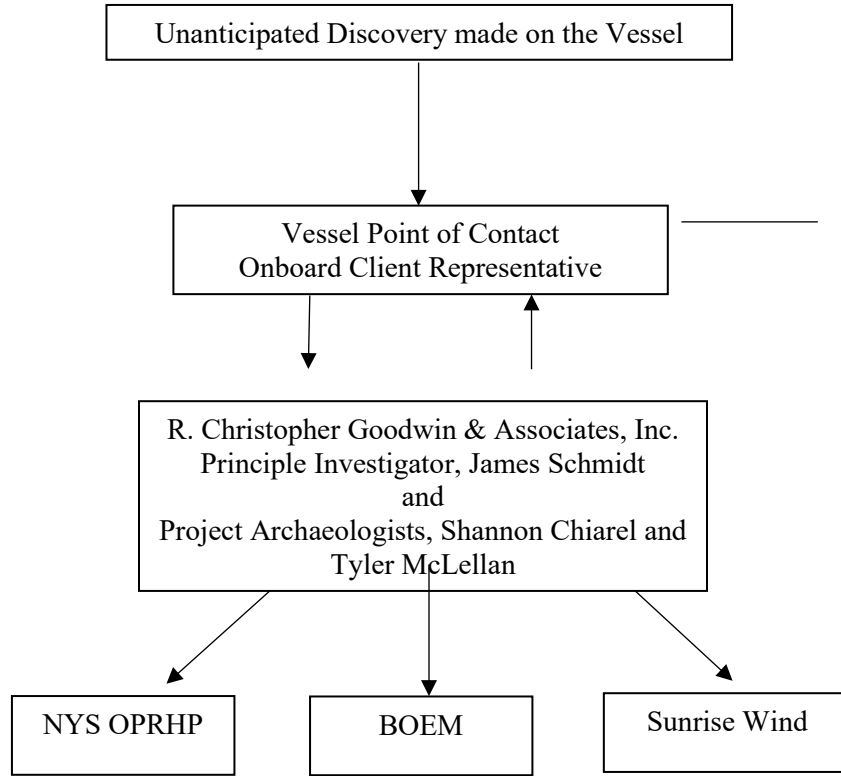 Unanticipated Discovery made on the Vessel
Vessel Point of Contact
Onboard Client Representative
R. Christopher Goodwin & Associates, Inc.
Principle Investigator, James Schmidt
and
Project Archaeologists, Shannon Chiarel and
Tyler McLellan
NYS OPRHP
BOEM
Sunrise Wind